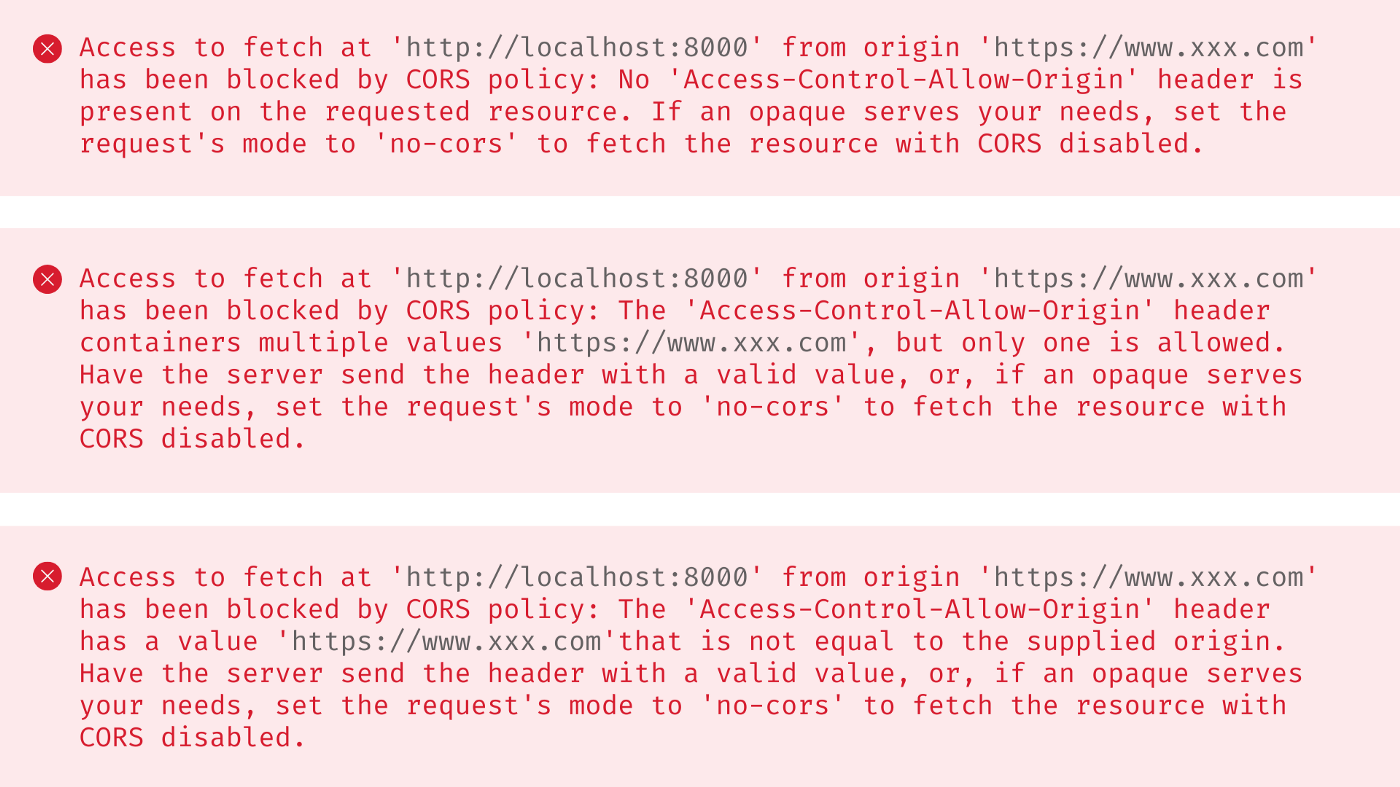 Access to fetch at 'http://localhost:8000' from origin 'https://www.xxx.com'
has been blocked by CORS policy: No 'Access-Control-Allow-Origin' header is
present on the requested resource. If an opaque serves your needs, set the
request's mode to 'no-cors' to fetch the resource with CORS disabled.
Access to fetch at 'http://localhost:8000' from origin 'https://www.xxx.com'
has been blocked by CORS policy: The 'Access-Control-Allow-Origin' header
containers multiple values 'https://www.xxx.com', but only one is allowed.
Have the server send the header with a valid value, or, if an opaque serves
your needs, set the request's mode to 'no-cors' to fetch the resource with
CORS disabled.
Access to fetch at 'http://localhost:8000' from origin 'https://www.xxx.com'
has been blocked by CORS policy: The 'Access-Control-Allow-Origin' header
has a value 'https://www.xxx.com'that is not equal to the supplied origin.
Have the server send the header with a valid value, or, if an opaque serves
your needs, set the request's mode to 'no-cors' to fetch the resource with
CORS disabled.